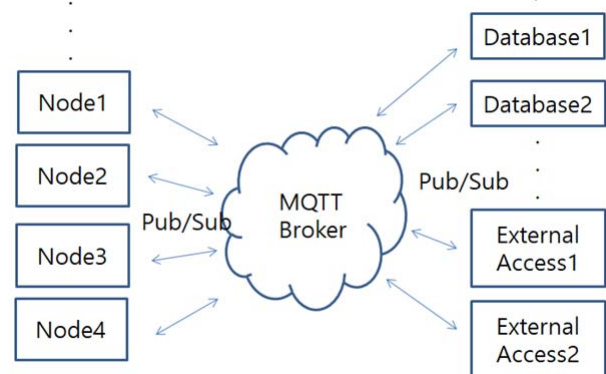 Node1
Node2
Pub/Sub
Node3
Node4
MQTT
Broker
Database1
Database2
Pub/Sub
External
Access1
External
Access2